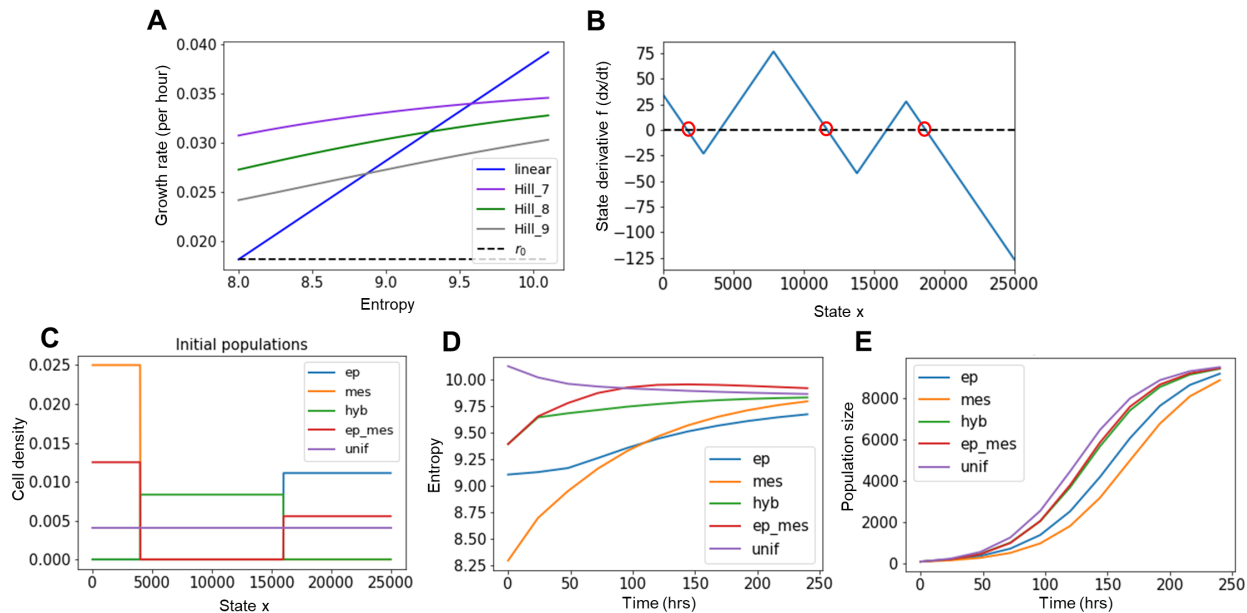 A
0.040
0.035
0.030
0.025
0.020
Growth rate (per hour)
8.0 8.5 9.0 9.5 10.0
Entropy
linear
Hill_7
Hill_8
Hill_9
r0
B
75
50
25
0
−25
−50
−75
−100
−125
State derivative f (dx/dt)
0 5000 10000 15000 20000 25000
State x
C
Initial populations
0.025
0.020
0.015
0.010
0.005
0.000
Cell density
0 5000 10000 15000 20000 25000
State x
ep
mes
hyb
ep_mes
unif
D
10.00
9.75
9.50
9.25
9.00
8.75
8.50
8.25
Entropy
0 50 100 150 200 250
Time (hrs)
ep
mes
hyb
ep_mes
unif
E
8000
6000
4000
2000
0
Population size
0 50 100 150 200 250
Time (hrs)
ep
mes
hyb
ep_mes
unif